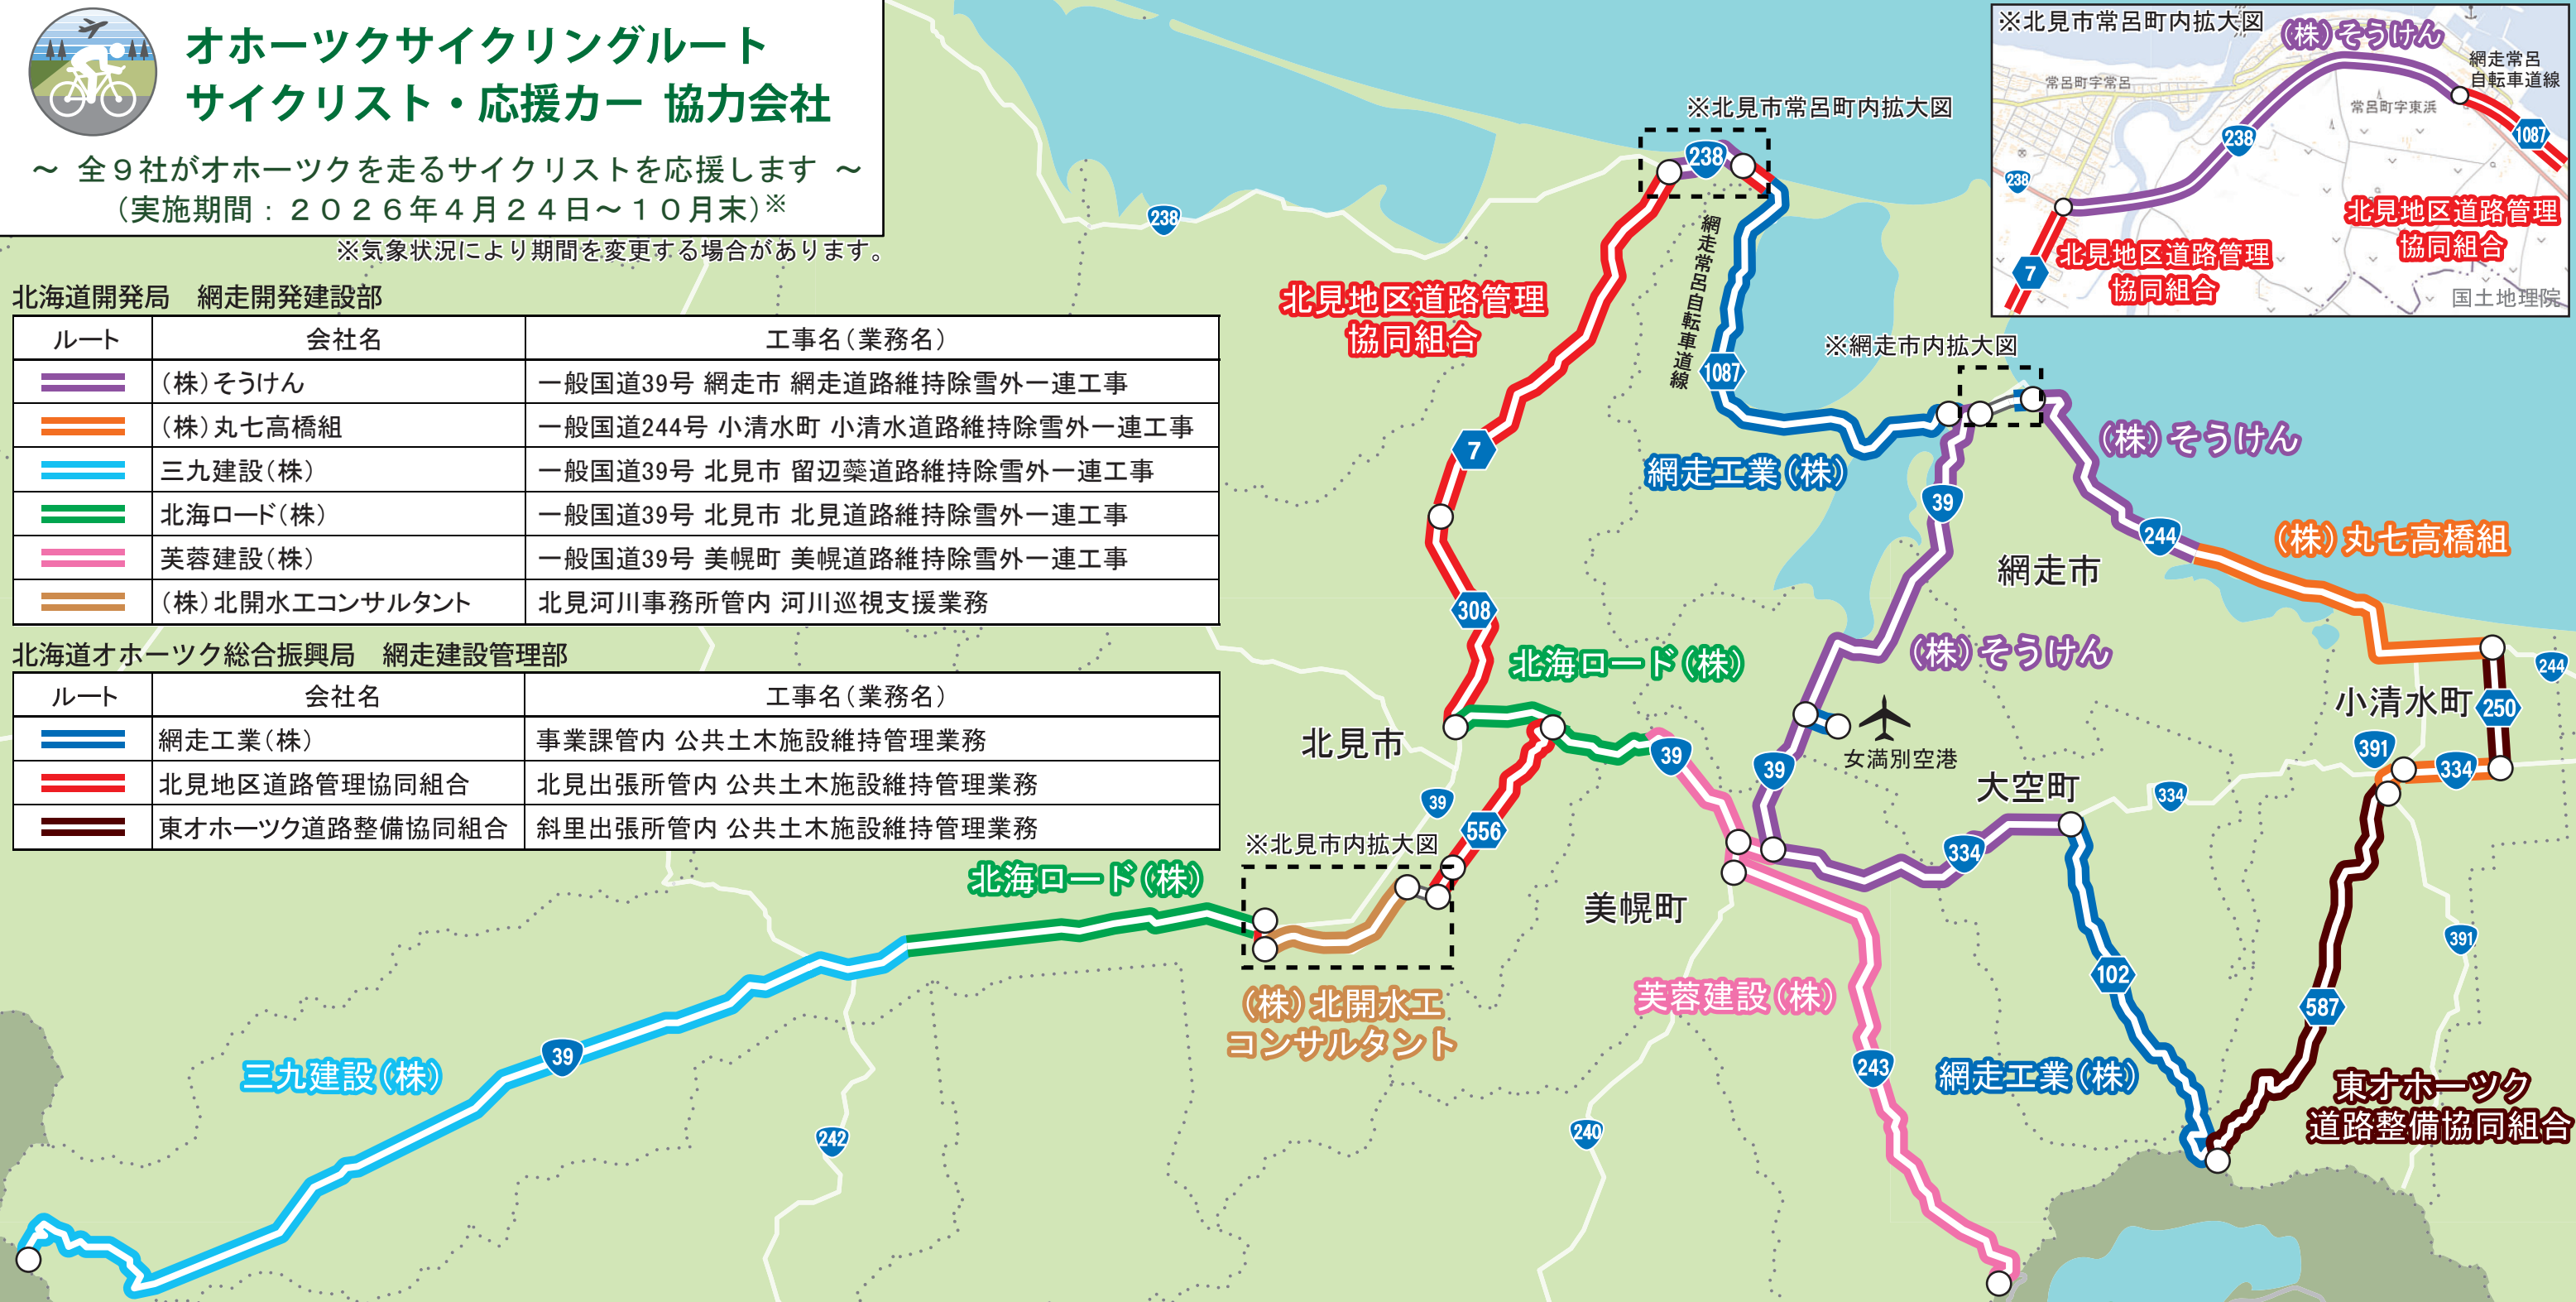 オホーツクサイクリングルート
サイクリスト・応援カー 協力会社
～ 全９社がオホーツクを走るサイクリストを応援します ～
（実施期間：２０２６年４月２４日～１０月末）※
※気象状況により期間を変更する場合があります。
北海道開発局　網走開発建設部
ルート 会社名 工事名（業務名）
（株）そうけん 一般国道39号 網走市 網走道路維持除雪外一連工事
（株）丸七高橋組 一般国道244号 小清水町 小清水道路維持除雪外一連工事
三九建設（株） 一般国道39号 北見市 留辺蘂道路維持除雪外一連工事
北海ロード（株） 一般国道39号 北見市 北見道路維持除雪外一連工事
芙蓉建設（株） 一般国道39号 美幌町 美幌道路維持除雪外一連工事
（株）北開水工コンサルタント 北見河川事務所管内 河川巡視支援業務
北海道オホーツク総合振興局　網走建設管理部
ルート 会社名 工事名（業務名）
網走工業（株） 事業課管内 公共土木施設維持管理業務
北見地区道路管理協同組合 北見出張所管内 公共土木施設維持管理業務
東オホーツク道路整備協同組合 斜里出張所管内 公共土木施設維持管理業務
※北見市常呂町内拡大図
（株）そうけん
網走常呂
自転車道線
常呂町字常呂
常呂町字東浜
238
1087
238
北見地区道路管理
協同組合
北見地区道路管理
協同組合
7
国土地理院
※北見市常呂町内拡大図
238
238
網走常呂自転車道線
北見地区道路管理
協同組合
※網走市内拡大図
1087
（株）そうけん
7
網走工業（株）
39
244
（株）丸七高橋組
網走市
308
北海ロード（株）
（株）そうけん
244
小清水町
250
北見市
39
39
女満別空港
391
334
大空町
334
39
556
※北見市内拡大図
334
北海ロード（株）
美幌町
391
102
（株）北開水工
コンサルタント
芙蓉建設（株）
587
39
三九建設（株）
243
網走工業（株）
東オホーツク
道路整備協同組合
242
240